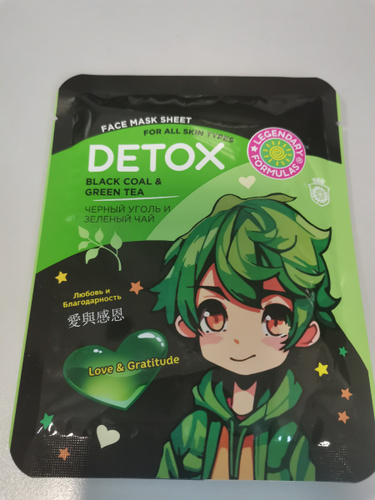 FACE MASK SHEET
FOR ALL SKIN TYPES
DETOX
LEGENDARY
FORMULAS
BLACK COAL &
GREEN TEA
ЧЕРНЫЙ УГОЛЬ И
ЗЕЛЕНЫЙ ЧАЙ
Любовь и
Благодарность
愛與感恩
Love & Gratitude